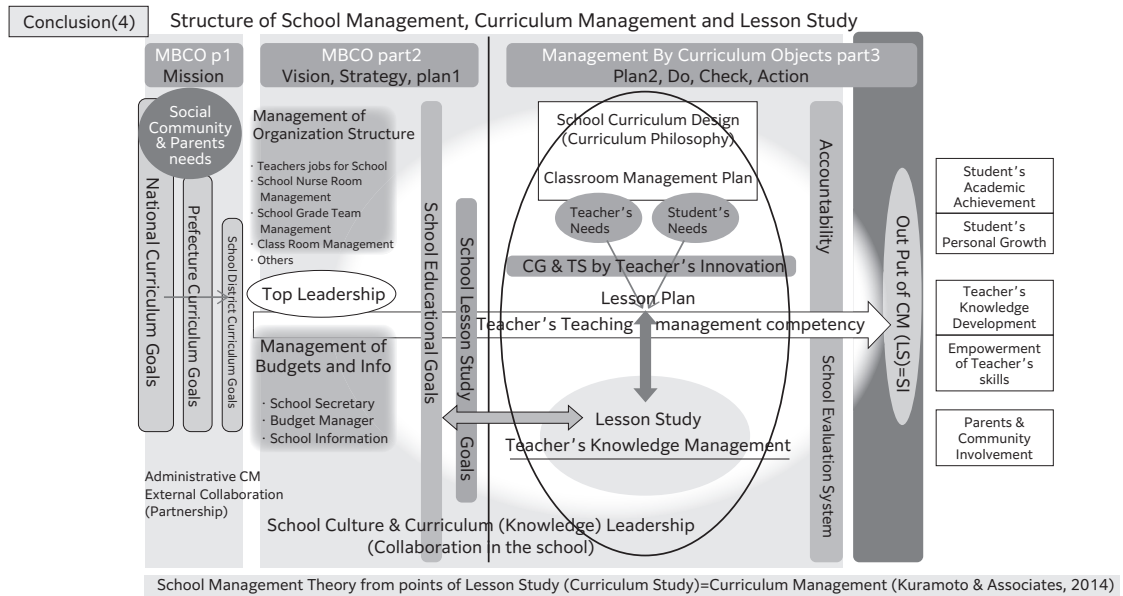 Conclusion(4)
Structure of School Management, Curriculum Management and Lesson Study
MBCO p1
Mission
MBCO part2
Vision, Strategy, plan1
Management By Curriculum Objects part3
Plan2, Do, Check, Action
Social
Community
& Parents
needs
National Curriculum Goals
Prefecture Curriculum Goals
School District Curriculum Goals
Administrative CM
External Collaboration
(Partnership)
Management of
Organization Structure
· Teachers jobs for School
· School Nurse Room
Management
· School Grade Team
Management
· Class Room Management
· Others
Top Leadership
Management of
Budgets and Info
· School Secretary
· Budget Manager
· School Information
School Educational Goals
School Lesson Study Goals
School Curriculum Design
(Curriculum Philosophy)
Classroom Management Plan
Teacher's
Needs
Student's
Needs
CG & TS by Teacher's Innovation
Lesson Plan
Teacher's Teaching management competency
Lesson Study
Teacher's Knowledge Management
School Culture & Curriculum (Knowledge) Leadership
(Collaboration in the school)
Accountability
School Evaluation System
Out Put of CM (LS)=SI
Student's
Academic
Achievement
Student's
Personal Growth
Teacher's
Knowledge
Development
Empowerment
of Teacher's
skills
Parents &
Community
Involvement
School Management Theory from points of Lesson Study (Curriculum Study)=Curriculum Management (Kuramoto & Associates, 2014)